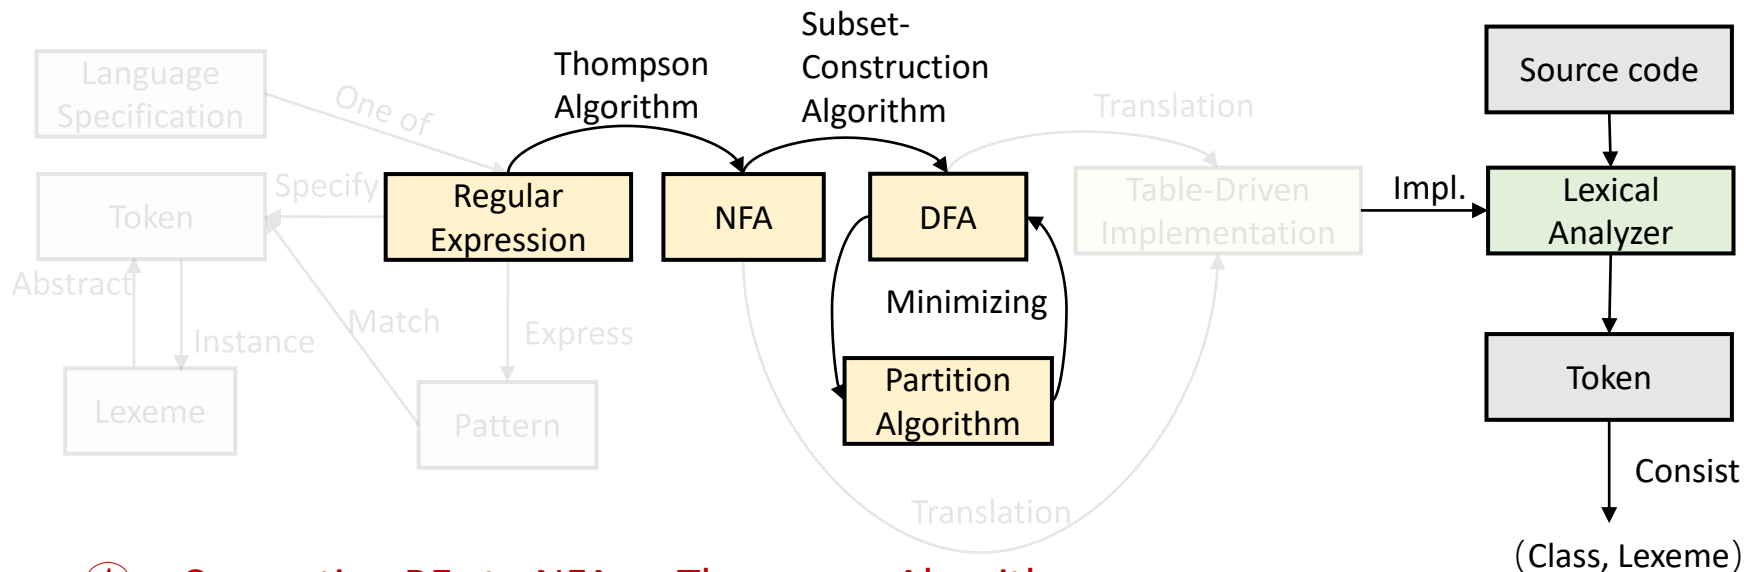 Language
Specification
One of
Thompson
Algorithm
Subset-
Construction
Algorithm
Translation
Source code
Token
Specify
Regular
Expression
NFA
DFA
Table-Driven
Implementation
Impl.
Lexical
Analyzer
Abstract
Instance
Match
Express
Minimizing
Lexeme
Pattern
Partition
Algorithm
Token
Translation
Consist
(Class, Lexeme)